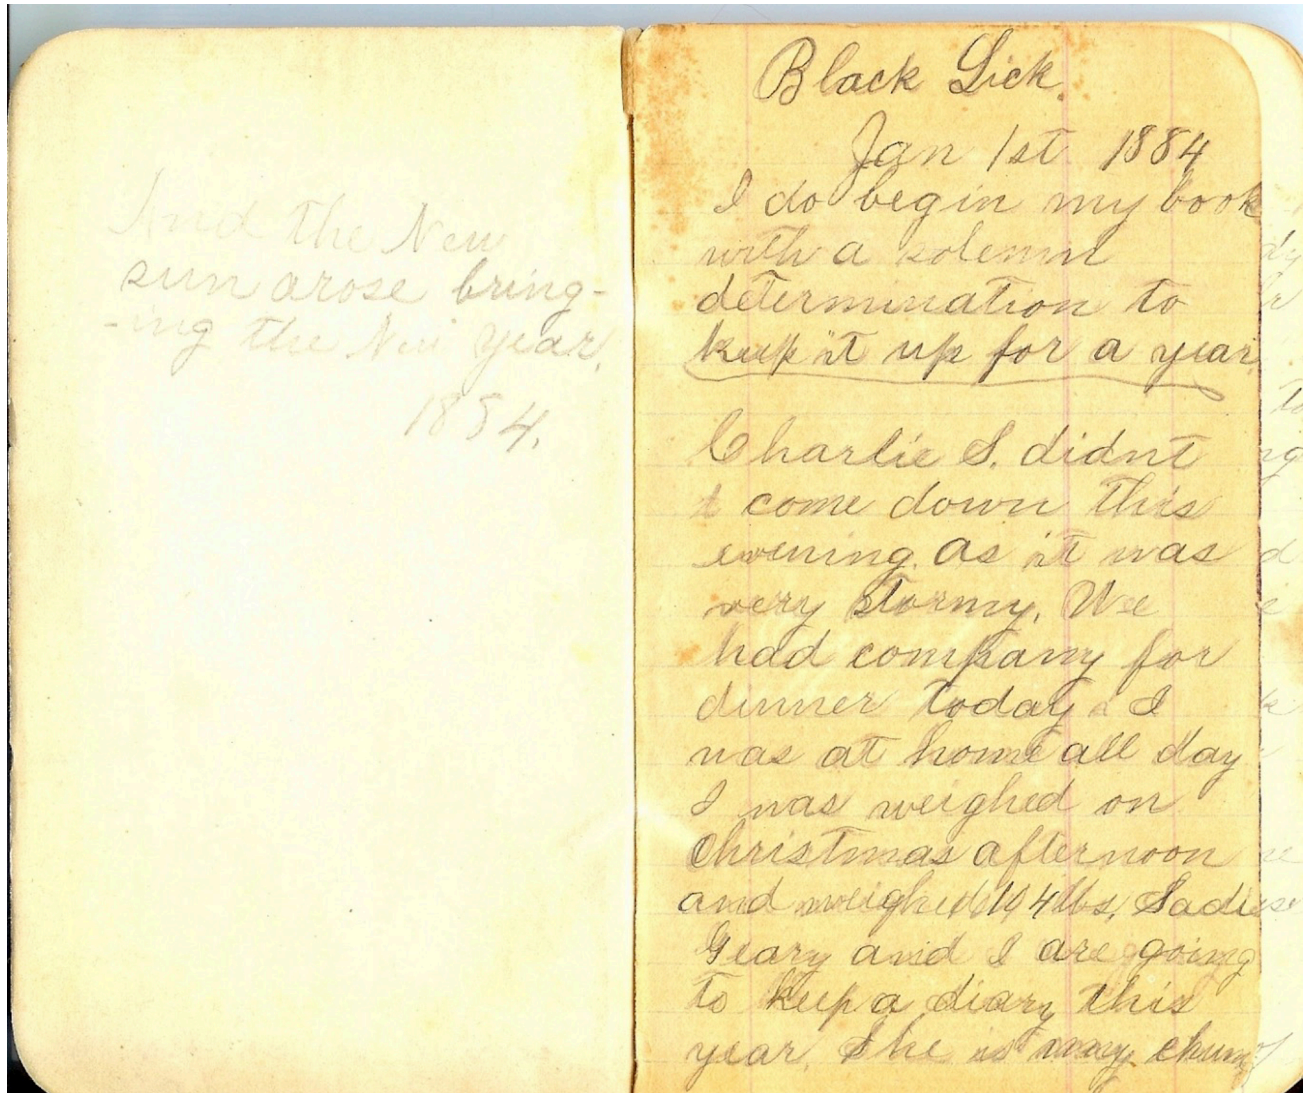 And the New
sun arose bring-
-ing the New year.
1884.
Black Lick.
Jan 1st 1884
I do begin my book
with a solemn
determination to
keep it up for a year.
Charlie S. didnt
come down this
evening. as it was
very stormy. We
had company for
dinner today. I
was at home all day
I was weighed on
Christmas afternoon
and weighed 104 lbs. Sadie
Geary and I are going
to keep a diary this
year. She is my chum